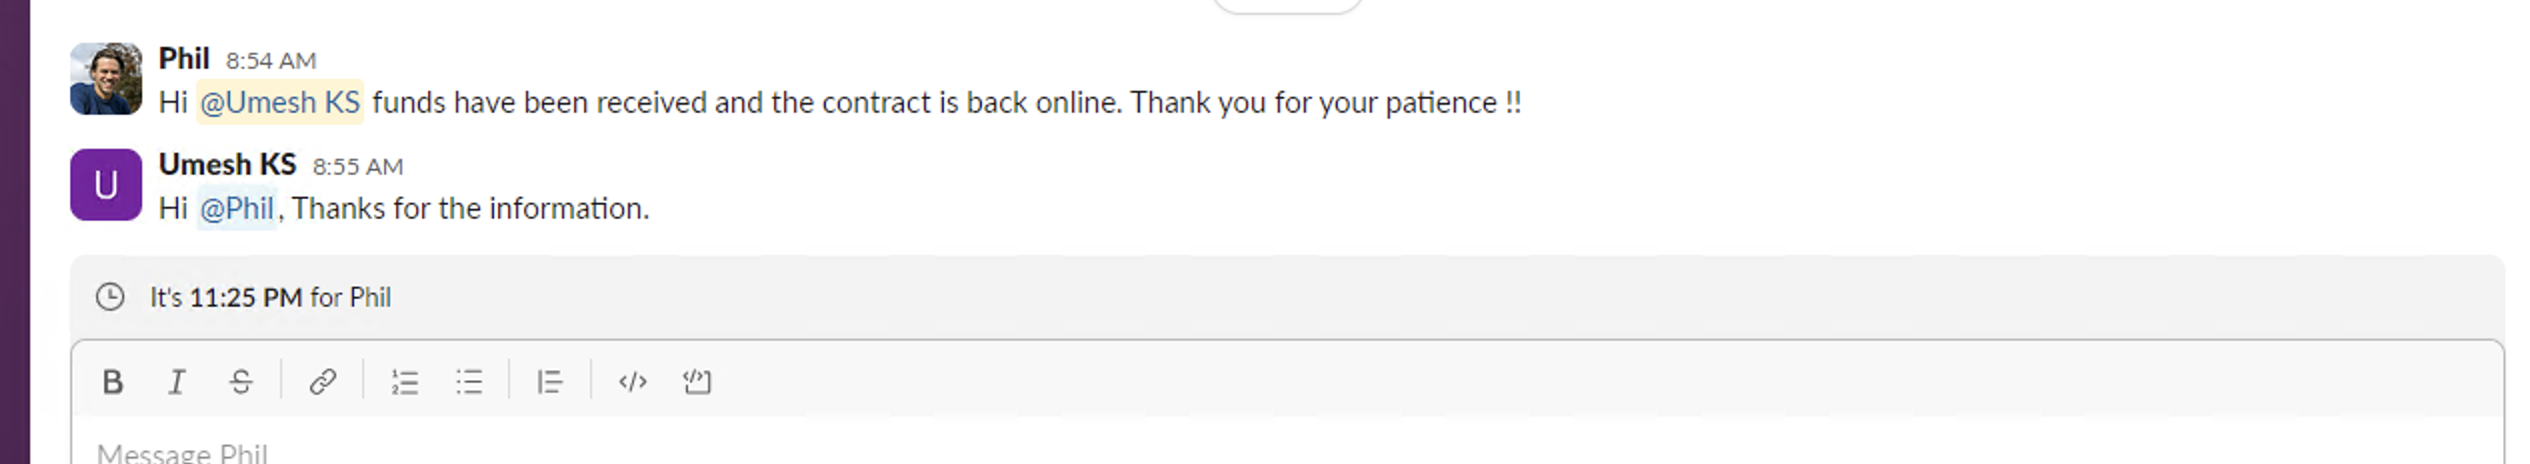 Phil 8:54 AM
Hi @Umesh KS funds have been received and the contract is back online. Thank you for your patience !!
U
Umesh KS 8:55 AM
Hi @Phil, Thanks for the information.
It's 11:25 PM for Phil
B I S
Message Phil